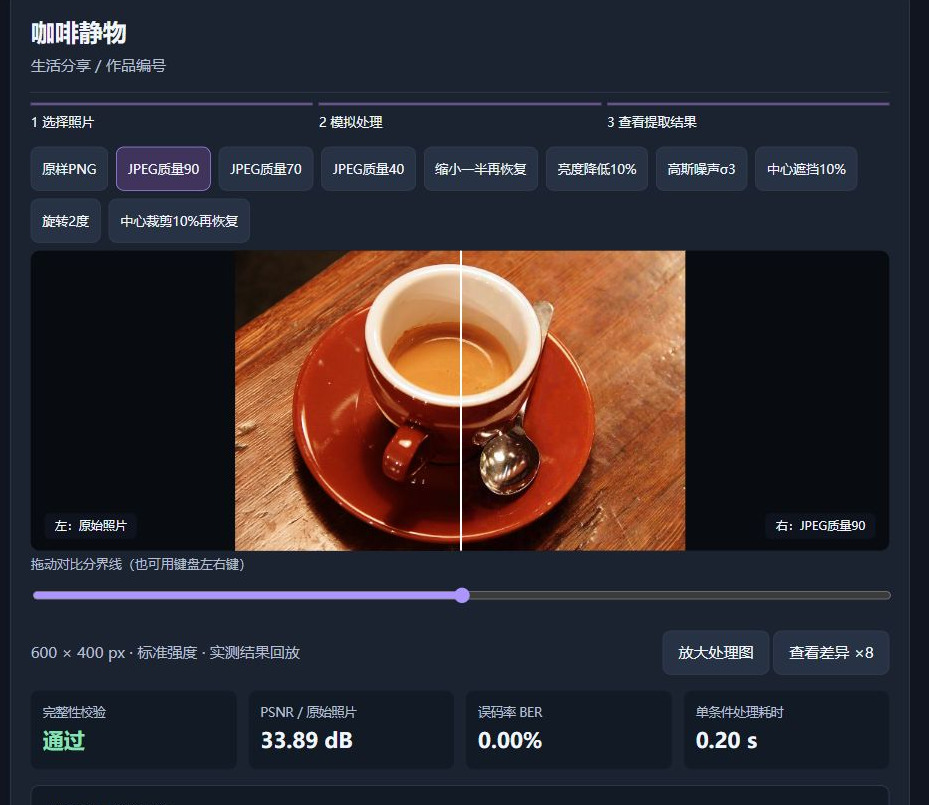 咖啡静物
生活分享 / 作品编号
1 选择照片
2 模拟处理
3 查看提取结果
原样PNG
JPEG质量90
JPEG质量70
JPEG质量40
缩小一半再恢复
亮度降低10%
高斯噪声σ3
中心遮挡10%
旋转2度
中心裁剪10%再恢复
左：原始照片
右：JPEG质量90
拖动对比分界线（也可用键盘左右键）
600 × 400 px · 标准强度 · 实测结果回放
放大处理图
查看差异 ×8
完整性校验
通过
PSNR / 原始照片
33.89 dB
误码率 BER
0.00%
单条件处理耗时
0.20 s